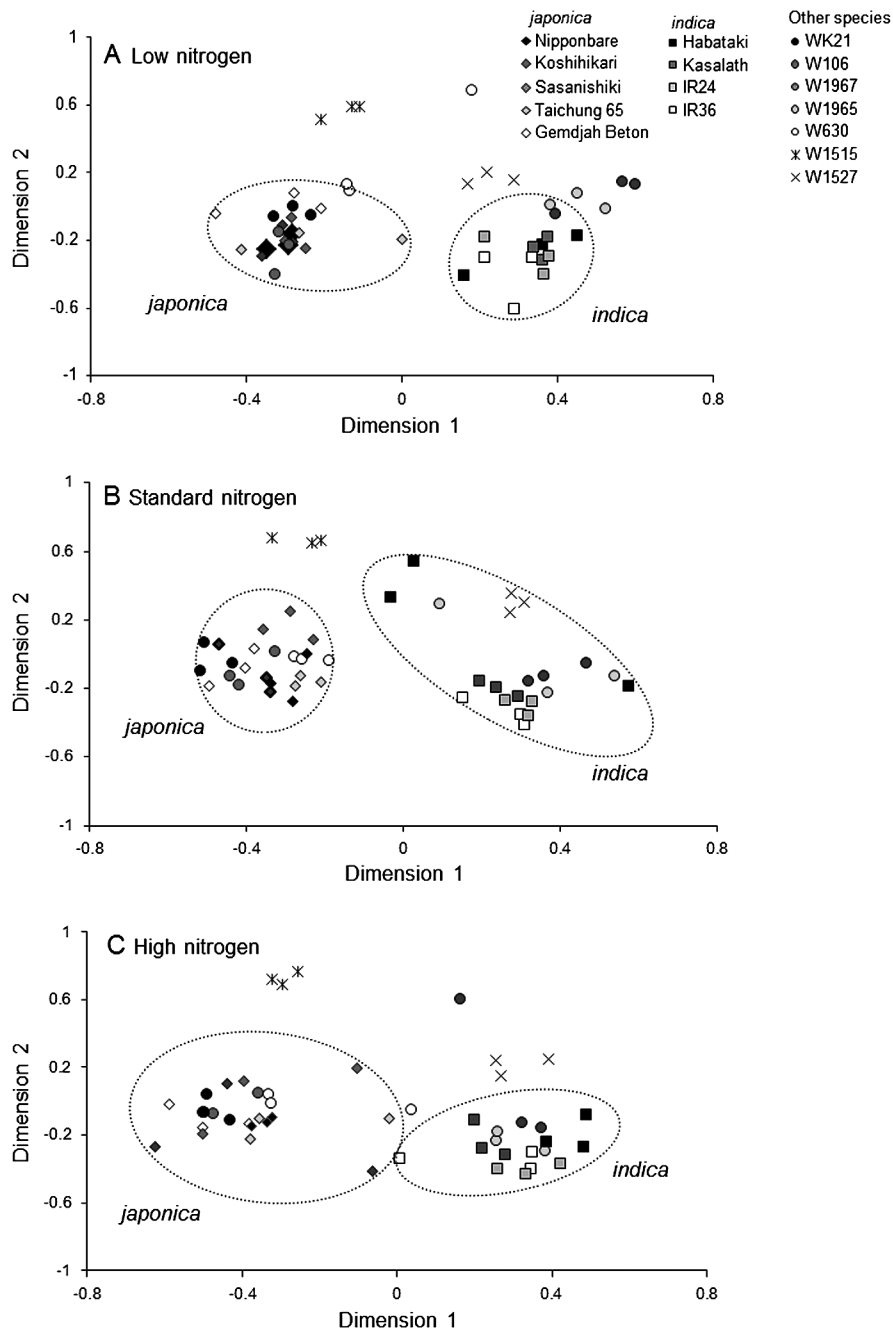 japonica
Nipponbare
Koshihikari
Sasanishiki
Taichung 65
Gemdjah Beton
indica
Habataki
Kasalath
IR24
IR36
Other species
WK21
W106
W1967
W1965
W630
W1515
W1527
A Low nitrogen
1
0.6
0.2
-0.2
-0.6
-1
Dimension 2
japonica
indica
-0.8 -0.4 0 0.4 0.8
Dimension 1
B Standard nitrogen
1
0.6
0.2
-0.2
-0.6
-1
Dimension 2
japonica
indica
-0.8 -0.4 0 0.4 0.8
Dimension 1
C High nitrogen
1
0.6
0.2
-0.2
-0.6
-1
Dimension 2
japonica
indica
-0.8 -0.4 0 0.4 0.8
Dimension 1